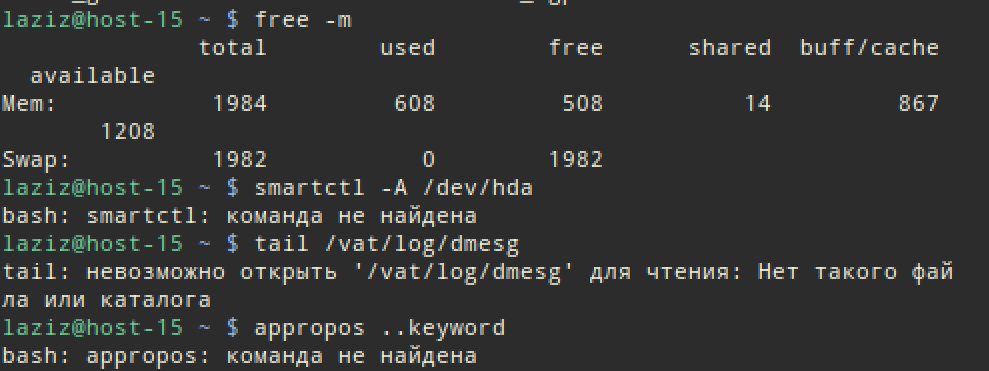 laziz@host-15 ~ $ free -m
total used free shared buff/cache
available
Mem: 1984 608 508 14 867
1208
Swap: 1982 0 1982
laziz@host-15 ~ $ smartctl -A /dev/hda
bash: smartctl: команда не найдена
laziz@host-15 ~ $ tail /vat/log/dmesg
tail: невозможно открыть '/vat/log/dmesg' для чтения: Нет такого фай
ла или каталога
laziz@host-15 ~ $ appropos ..keyword
bash: appropos: команда не найдена